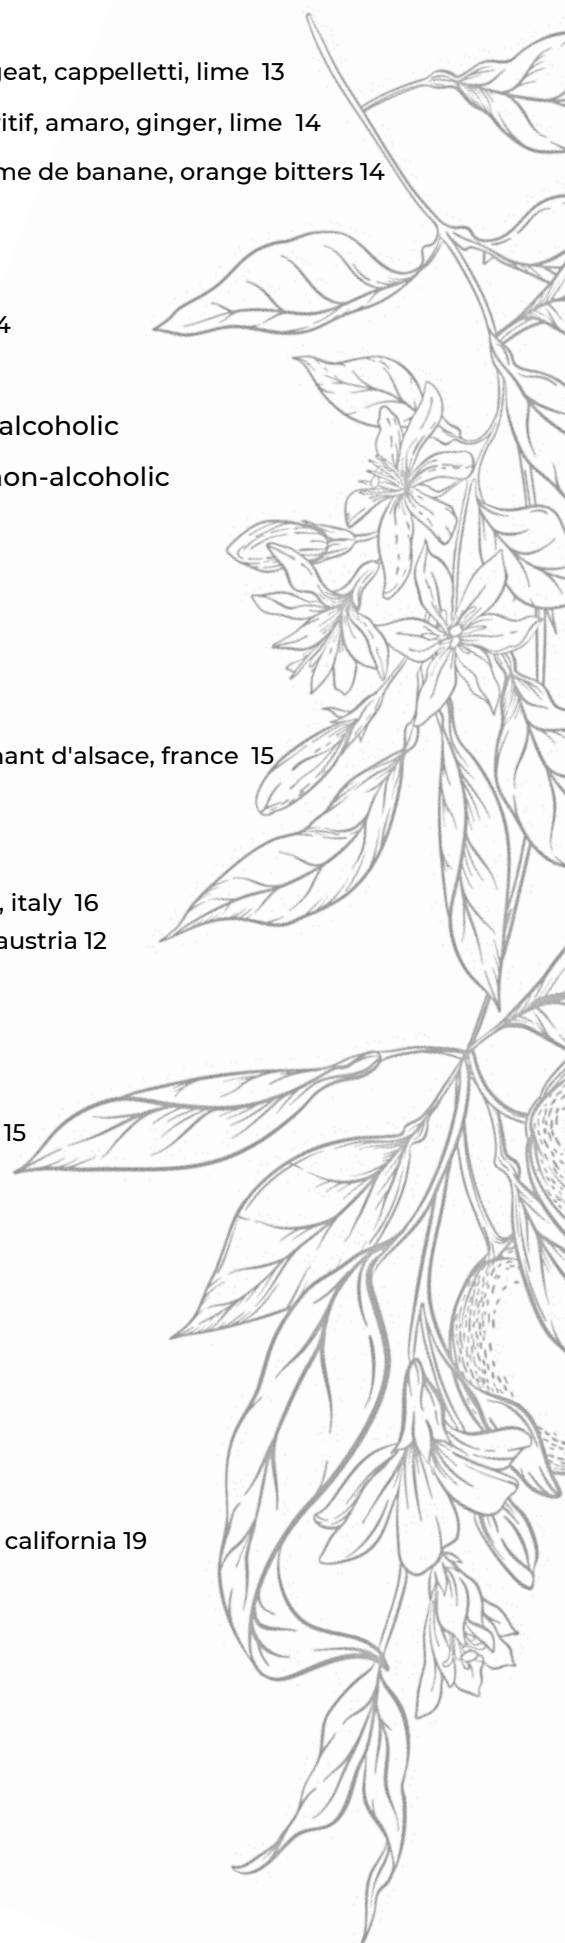 geat, cappelletti, lime 13
itif, amaro, ginger, lime 14
me de banane, orange bitters 14
4
alcoholic
non-alcoholic
nant d'alsace, france 15
, italy 16
austria 12
15
california 19